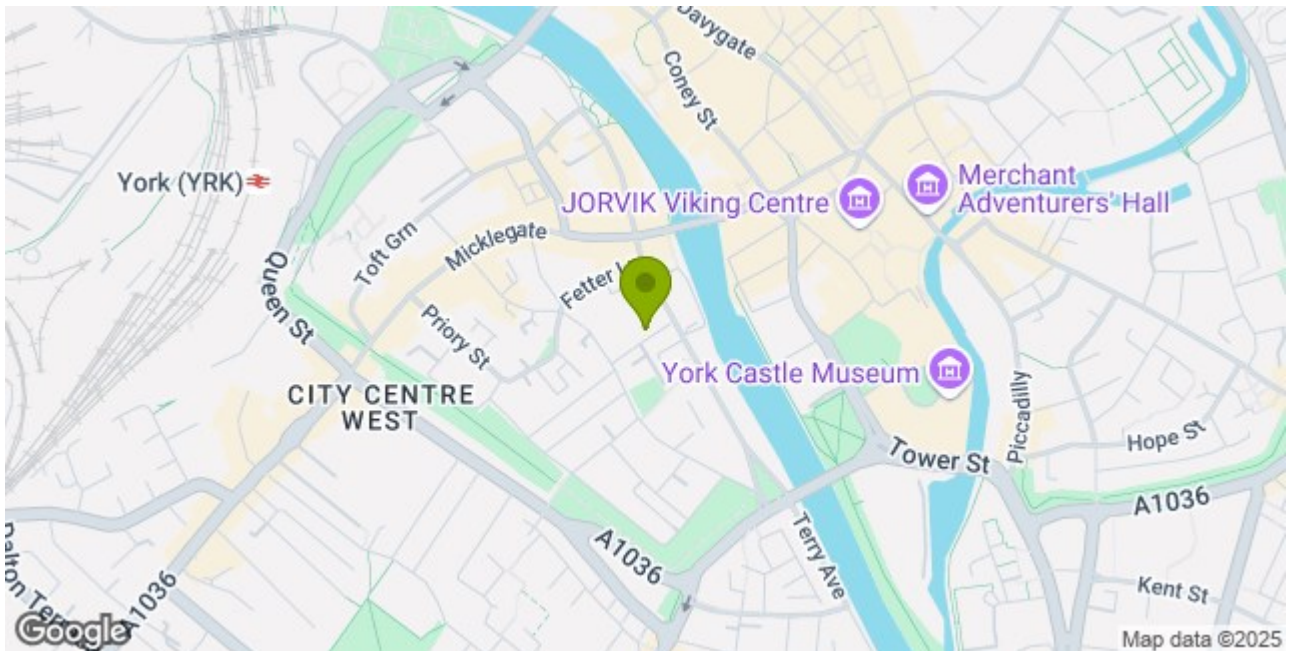 Davygate
Coney St
York (YRK)
JORVIK Viking Centre
Merchant
Adventurers' Hall
Toft Grn
Micklegate
Fetter
Queen St
Priory St
York Castle Museum
CITY CENTRE
WEST
Piccadilly
Hope St
Tower St
A1036
A1036
Terry Ave
Kent St
A1036
Dalton
Google
Map data ©2025